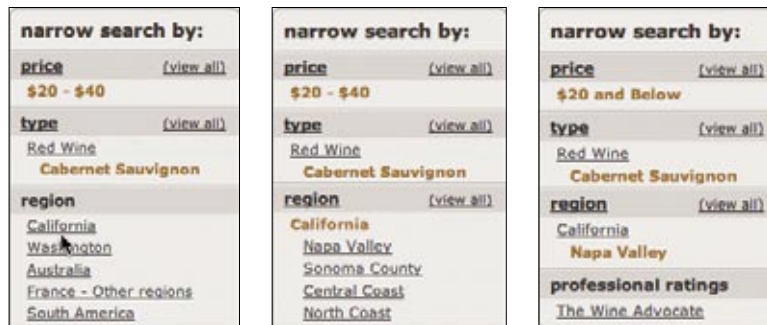 narrow search by:
price (view all)
$20 - $40
type (view all)
Red Wine
Cabernet Sauvignon
region
California
Washington
Australia
France - Other regions
South America
narrow search by:
price (view all)
$20 - $40
type (view all)
Red Wine
Cabernet Sauvignon
region (view all)
California
Napa Valley
Sonoma County
Central Coast
North Coast
narrow search by:
price (view all)
$20 and Below
type (view all)
Red Wine
Cabernet Sauvignon
region (view all)
California
Napa Valley
professional ratings
The Wine Advocate